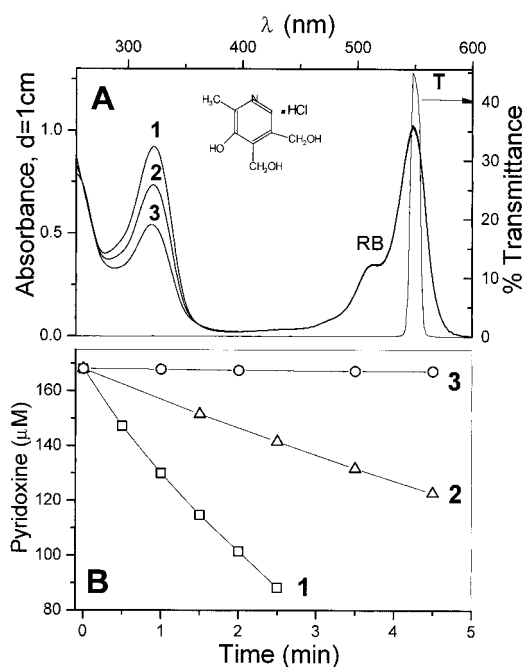 λ (nm)
300 400 500 600
A
Absorbance, d=1cm
1.0
0.5
0.0
1
2
3
H₃C
N
•HCl
HO
CH₂OH
CH₂OH
RB
T
40
30
20
10
0
% Transmittance
B
Pyridoxine (μM)
160
140
120
100
80
3
2
1
0 1 2 3 4 5
Time (min)